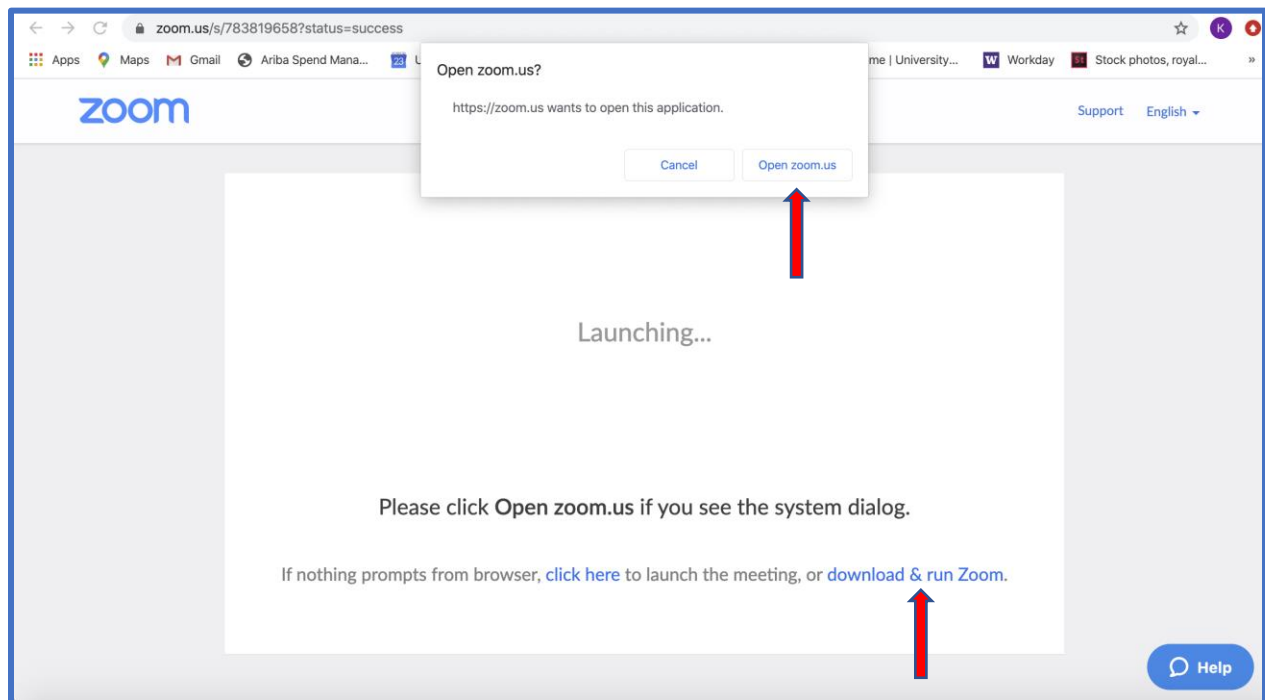 zoom.us/s/783819658?status=success
K
Apps Maps Gmail Ariba Spend Mana... 23 U me | University... W Workday St Stock photos, royal... »
Open zoom.us?
https://zoom.us wants to open this application.
Cancel Open zoom.us
zoom Support English
Launching...
Please click Open zoom.us if you see the system dialog.
If nothing prompts from browser, click here to launch the meeting, or download & run Zoom.
Help